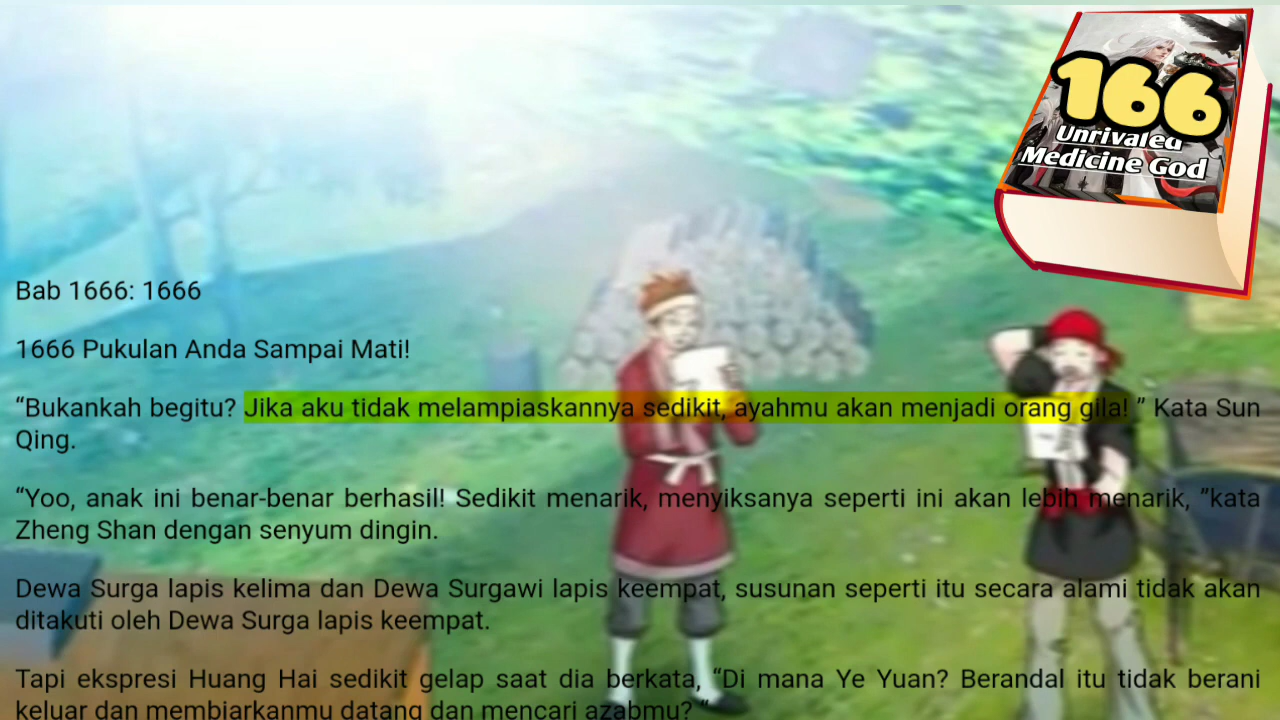 166
Unrivaled
Medicine God
Bab 1666: 1666
1666 Pukulan Anda Sampai Mati!
“Bukankah begitu? Jika aku tidak melampiaskannya sedikit, ayahmu akan menjadi orang gila! ” Kata Sun
Qing.
“Yoo, anak ini benar-benar berhasil! Sedikit menarik, menyiksanya seperti ini akan lebih menarik, ”kata
Zheng Shan dengan senyum dingin.
Dewa Surga lapis kelima dan Dewa Surgawi lapis keempat, susunan seperti itu secara alami tidak akan
ditakuti oleh Dewa Surga lapis keempat.
Tapi ekspresi Huang Hai sedikit gelap saat dia berkata, “Di mana Ye Yuan? Berandal itu tidak berani
keluar dan membiarkanmu datang dan mencari azabmu? “